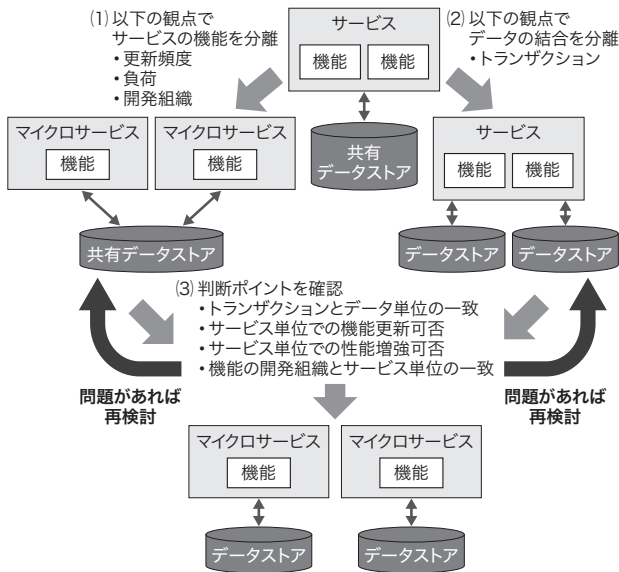 (1) 以下の観点で
サービスの機能を分離
・更新頻度
・負荷
・開発組織
サービス
機能 機能
共有
データストア
(2) 以下の観点で
データの結合を分離
・トランザクション
マイクロサービス
機能
マイクロサービス
機能
共有データストア
サービス
機能 機能
データストア データストア
(3) 判断ポイントを確認
・トランザクションとデータ単位の一致
・サービス単位での機能更新可否
・サービス単位での性能増強可否
・機能の開発組織とサービス単位の一致
問題があれば
再検討
問題があれば
再検討
マイクロサービス
機能
データストア
マイクロサービス
機能
データストア